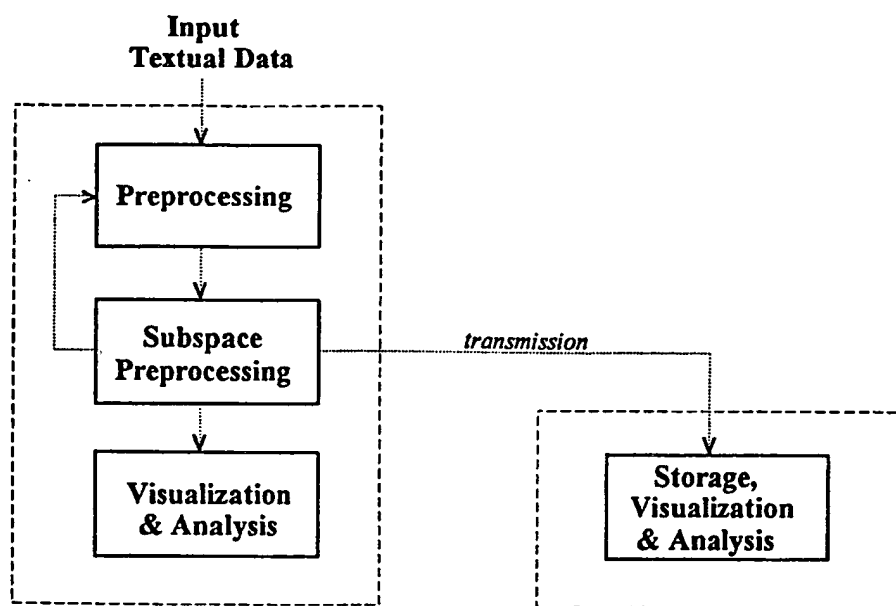 Input
Textual Data
Preprocessing
Subspace
Preprocessing
transmission
Visualization
& Analysis
Storage,
Visualization
& Analysis